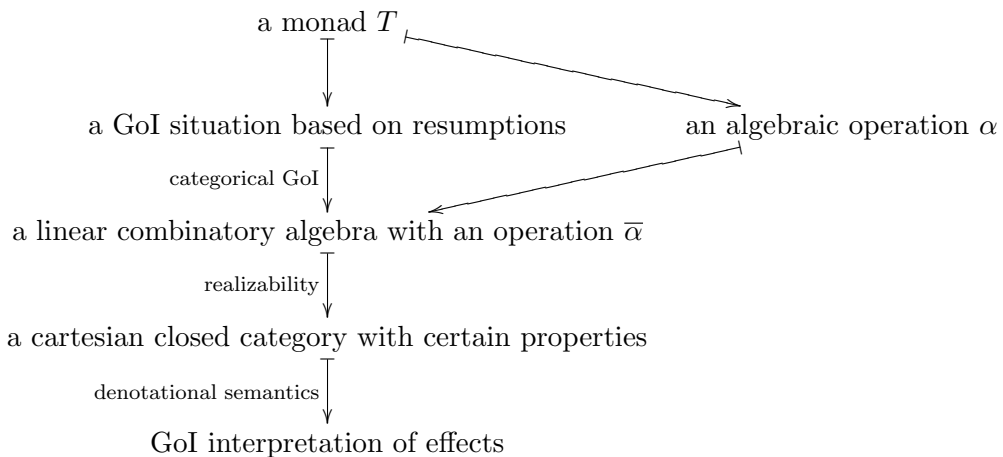 a monad T
a GoI situation based on resumptions an algebraic operation α
categorical GoI
a linear combinatory algebra with an operation α̅
realizability
a cartesian closed category with certain properties
denotational semantics
GoI interpretation of effects